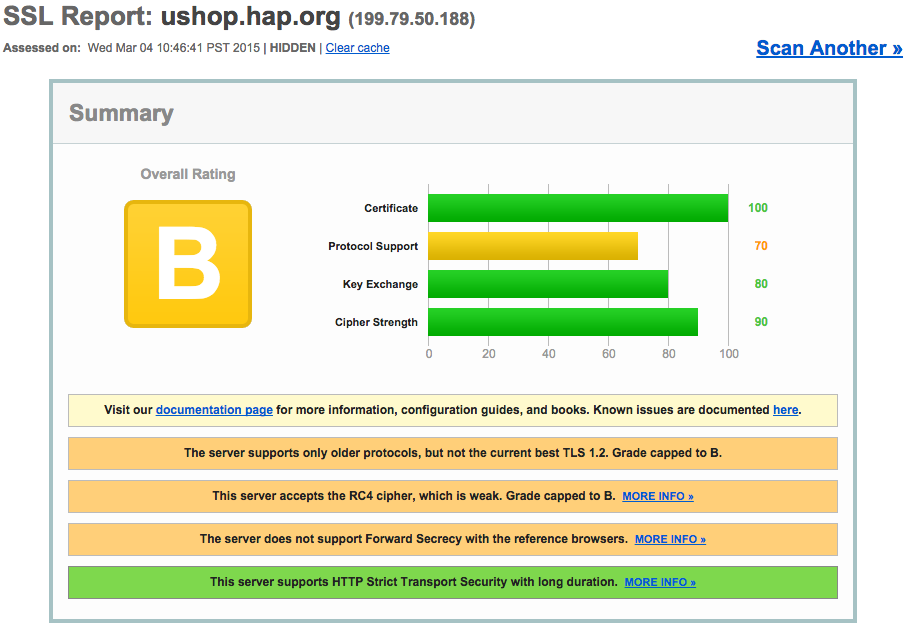 SSL Report: ushop.hap.org (199.79.50.188)
Assessed on: Wed Mar 04 10:46:41 PST 2015 | HIDDEN | Clear cache
Scan Another »
Summary
Overall Rating
B
Certificate 100
Protocol Support 70
Key Exchange 80
Cipher Strength 90
0 20 40 60 80 100
Visit our documentation page for more information, configuration guides, and books. Known issues are documented here.
The server supports only older protocols, but not the current best TLS 1.2. Grade capped to B.
This server accepts the RC4 cipher, which is weak. Grade capped to B. MORE INFO »
The server does not support Forward Secrecy with the reference browsers. MORE INFO »
This server supports HTTP Strict Transport Security with long duration. MORE INFO »